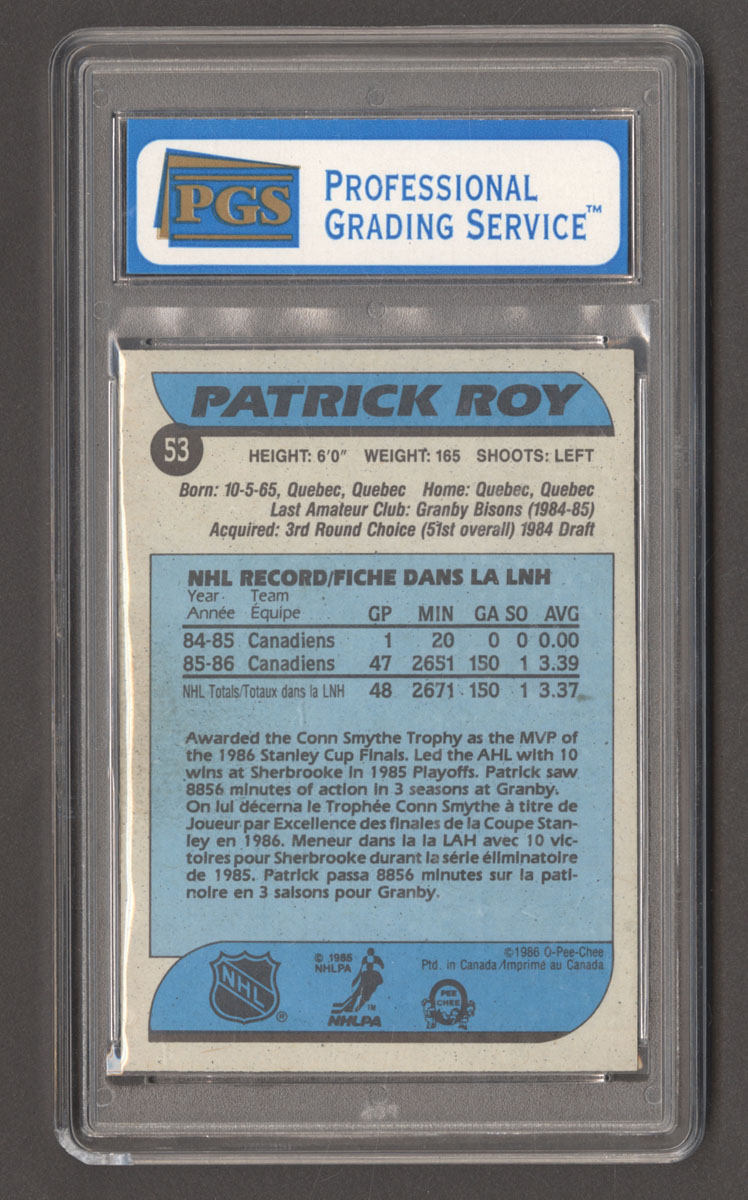 PGS
PROFESSIONAL
GRADING SERVICE™
PATRICK ROY
53
HEIGHT: 6'0" WEIGHT: 165 SHOOTS: LEFT
Born: 10-5-65, Quebec, Quebec Home: Quebec, Quebec
Last Amateur Club: Granby Bisons (1984-85)
Acquired: 3rd Round Choice (51st overall) 1984 Draft
NHL RECORD/FICHE DANS LA LNH
Year Team
Année Équipe GP MIN GA SO AVG
84-85 Canadiens 1 20 0 0 0.00
85-86 Canadiens 47 2651 150 1 3.39
NHL Totals/Totaux dans la LNH 48 2671 150 1 3.37
Awarded the Conn Smythe Trophy as the MVP of
the 1986 Stanley Cup Finals. Led the AHL with 10
wins at Sherbrooke in 1985 Playoffs. Patrick saw
8856 minutes of action in 3 seasons at Granby.
On lui décerna le Trophée Conn Smythe à titre de
Joueur par Excellence des finales de la Coupe Stan-
ley en 1986. Meneur dans la la LAH avec 10 vic-
toires pour Sherbrooke durant la série éliminatoire
de 1985. Patrick passa 8856 minutes sur la pati-
noire en 3 saisons pour Granby.
NHL ®
© 1986
NHLPA
NHLPA ™
PEE
CHEE
©1986 O-Pee-Chee
Ptd. in Canada/Imprimé au Canada